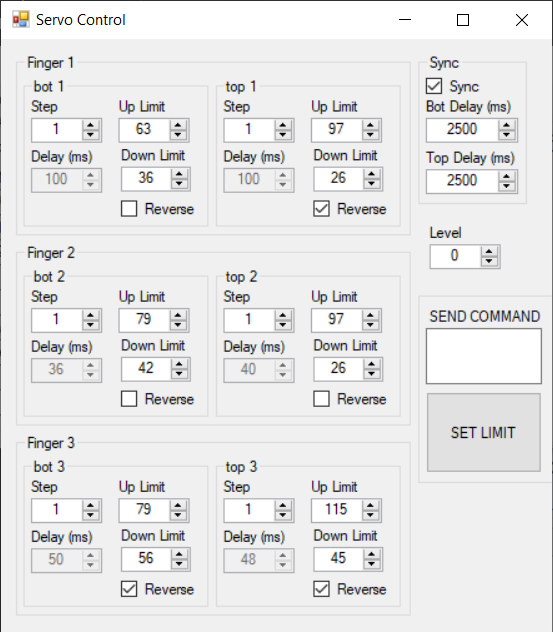 Servo Control
Finger 1
bot 1
Step Up Limit
1 63
Delay (ms) Down Limit
100 36
Reverse
top 1
Step Up Limit
1 97
Delay (ms) Down Limit
100 26
Reverse
Finger 2
bot 2
Step Up Limit
1 79
Delay (ms) Down Limit
36 42
Reverse
top 2
Step Up Limit
1 97
Delay (ms) Down Limit
40 26
Reverse
Finger 3
bot 3
Step Up Limit
1 79
Delay (ms) Down Limit
50 56
Reverse
top 3
Step Up Limit
1 115
Delay (ms) Down Limit
48 45
Reverse
Sync
Sync
Bot Delay (ms)
2500
Top Delay (ms)
2500
Level
0
SEND COMMAND
SET LIMIT